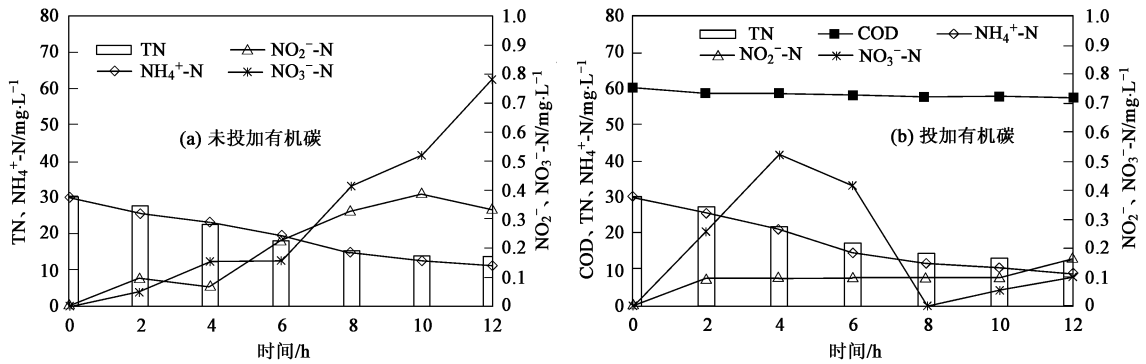 TN
NO₂⁻-N
NH₄⁺-N
NO₃⁻-N
(a) 未投加有机碳
TN、NH₄⁺-N/mg·L⁻¹
80
70
60
50
40
30
20
10
0
1.0
0.9
0.8
0.7
0.6
0.5
0.4
0.3
0.2
0.1
0
NO₂⁻、NO₃⁻-N/mg·L⁻¹
0 2 4 6 8 10 12
时间/h
TN COD NH₄⁺-N
NO₂⁻-N NO₃⁻-N
(b) 投加有机碳
COD、TN、NH₄⁺-N/mg·L⁻¹
80
70
60
50
40
30
20
10
0
1.0
0.9
0.8
0.7
0.6
0.5
0.4
0.3
0.2
0.1
0
NO₂⁻、NO₃⁻-N/mg·L⁻¹
0 2 4 6 8 10 12
时间/h